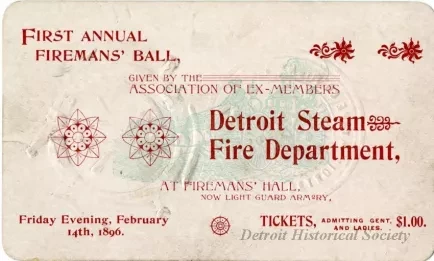 FIRST ANNUAL
FIREMANS' BALL,
GIVEN BY THE
ASSOCIATION OF EX-MEMBERS
Detroit Steam
Fire Department,
AT FIREMANS' HALL,
NOW LIGHT GUARD ARMORY,
Friday Evening, February
14th, 1896.
TICKETS, ADMITTING GENT, AND LADIES, $1.00.
Detroit Historical Society